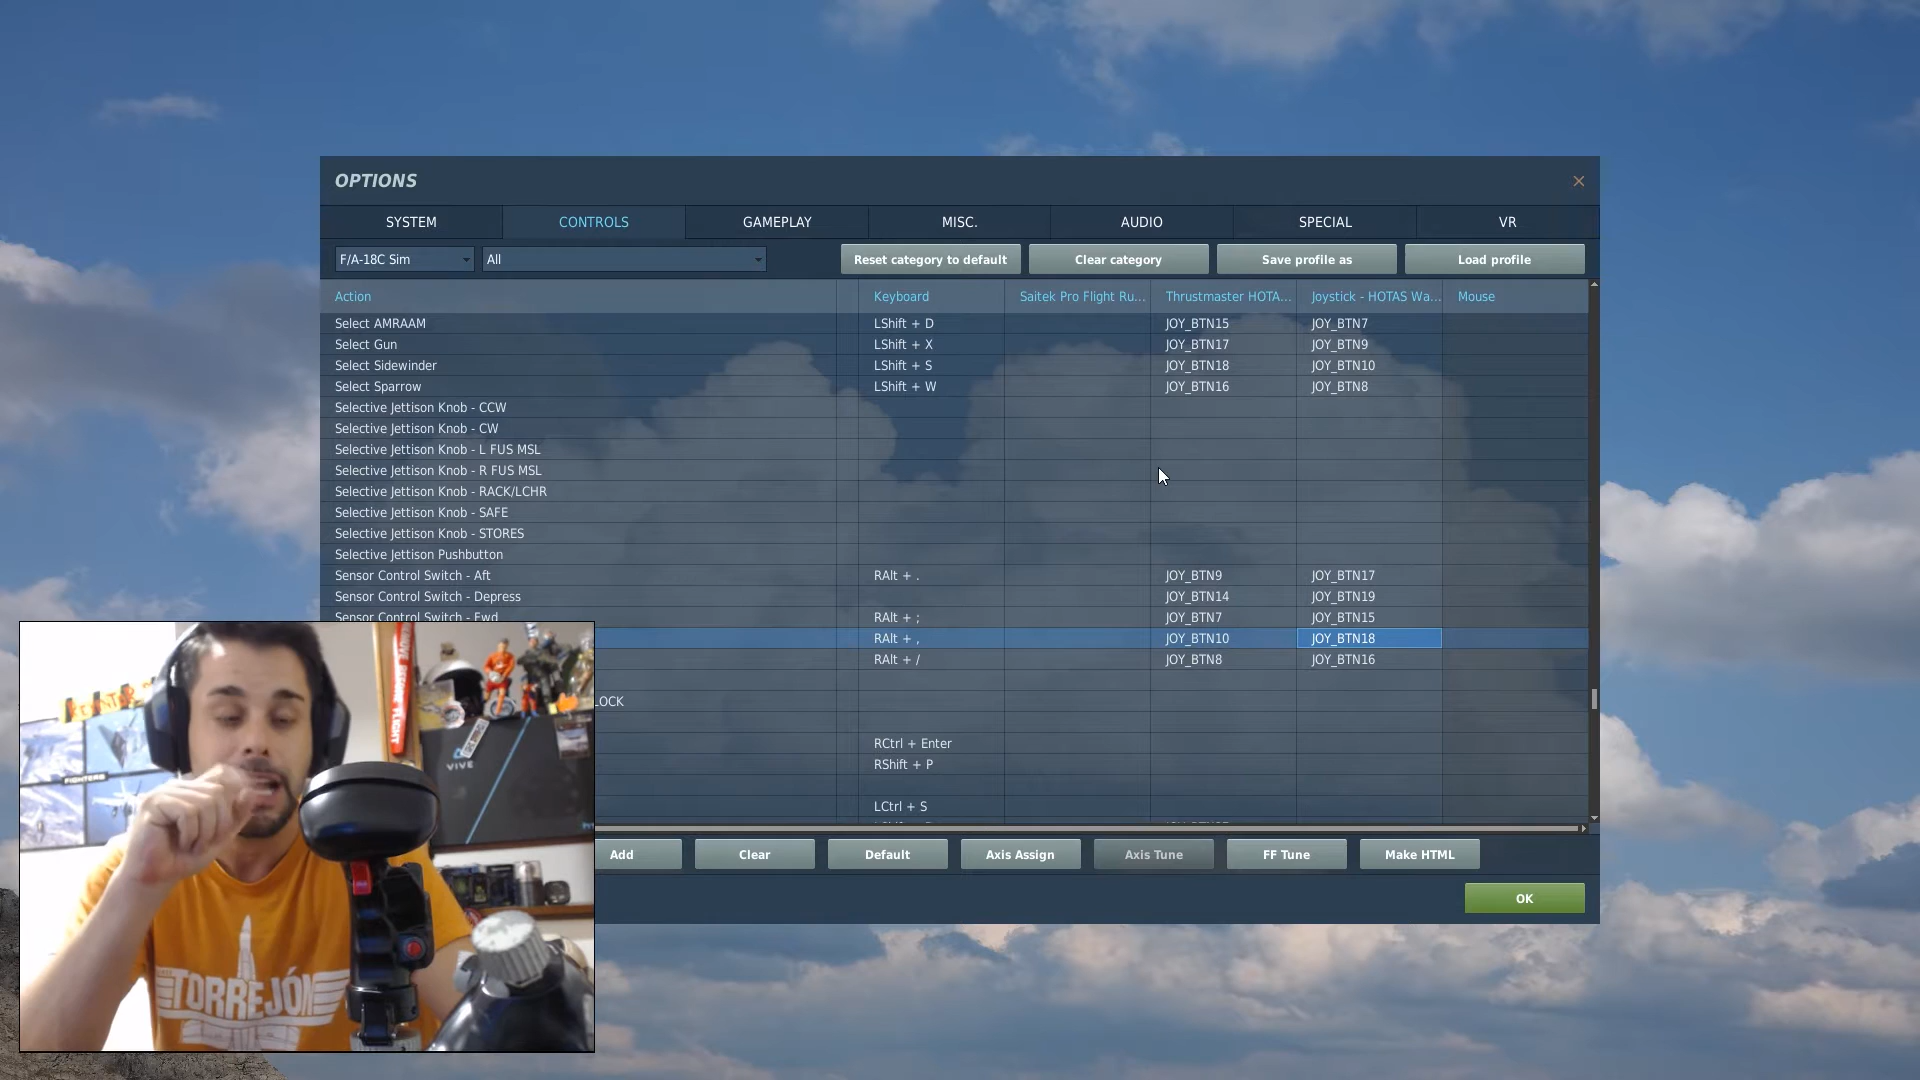 OPTIONS
SYSTEM CONTROLS GAMEPLAY MISC. AUDIO SPECIAL VR
F/A-18C Sim All Reset category to default Clear category Save profile as Load profile
Action Keyboard Saitek Pro Flight Ru... Thrustmaster HOTA... Joystick - HOTAS Wa... Mouse
Select AMRAAM LShift + D JOY_BTN15 JOY_BTN7
Select Gun LShift + X JOY_BTN17 JOY_BTN9
Select Sidewinder LShift + S JOY_BTN18 JOY_BTN10
Select Sparrow LShift + W JOY_BTN16 JOY_BTN8
Selective Jettison Knob - CCW
Selective Jettison Knob - CW
Selective Jettison Knob - L FUS MSL
Selective Jettison Knob - R FUS MSL
Selective Jettison Knob - RACK/LCHR
Selective Jettison Knob - SAFE
Selective Jettison Knob - STORES
Selective Jettison Pushbutton
Sensor Control Switch - Aft RAlt + . JOY_BTN9 JOY_BTN17
Sensor Control Switch - Depress JOY_BTN14 JOY_BTN19
Sensor Control Switch - Fwd RAlt + ; JOY_BTN7 JOY_BTN15
RAlt + , JOY_BTN10 JOY_BTN18
RAlt + / JOY_BTN8 JOY_BTN16
LOCK
RCtrl + Enter
RShift + P
LCtrl + S
Add Clear Default Axis Assign Axis Tune FF Tune Make HTML
OK
FIGHTERS
VIVE
TORREJÓN